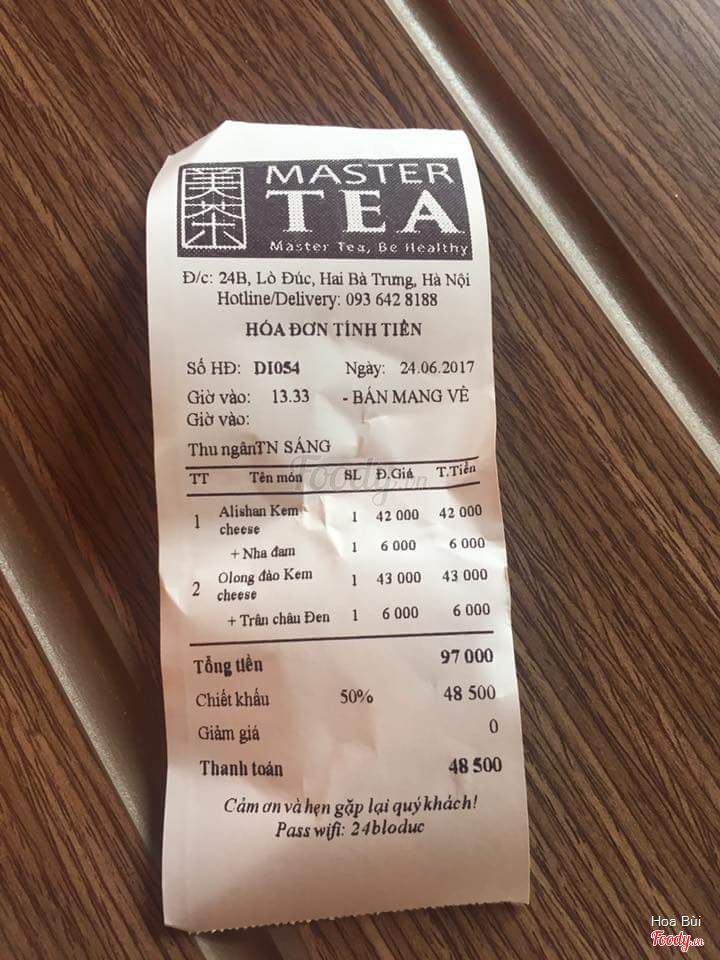 美茶
MASTER
TEA
Master Tea, Be Healthy
Đ/c: 24B, Lò Đúc, Hai Bà Trưng, Hà Nội
Hotline/Delivery: 093 642 8188
HÓA ĐƠN TÍNH TIỀN
Số HĐ: DI054 Ngày: 24.06.2017
Giờ vào: 13.33 - BÁN MANG VỀ
Giờ vào:
Thu ngânTN SÁNG
Foody.vn
TT Tên món SL Đ.Giá T.Tiền
1 Alishan Kem cheese 1 42 000 42 000
+ Nha đam 1 6 000 6 000
2 Olong đào Kem cheese 1 43 000 43 000
+ Trân châu Đen 1 6 000 6 000
Tổng tiền 97 000
Chiết khấu 50% 48 500
Giảm giá 0
Thanh toán 48 500
Cảm ơn và hẹn gặp lại quý khách!
Pass wifi: 24bloduc
Hoa Bùi
Foody.vn